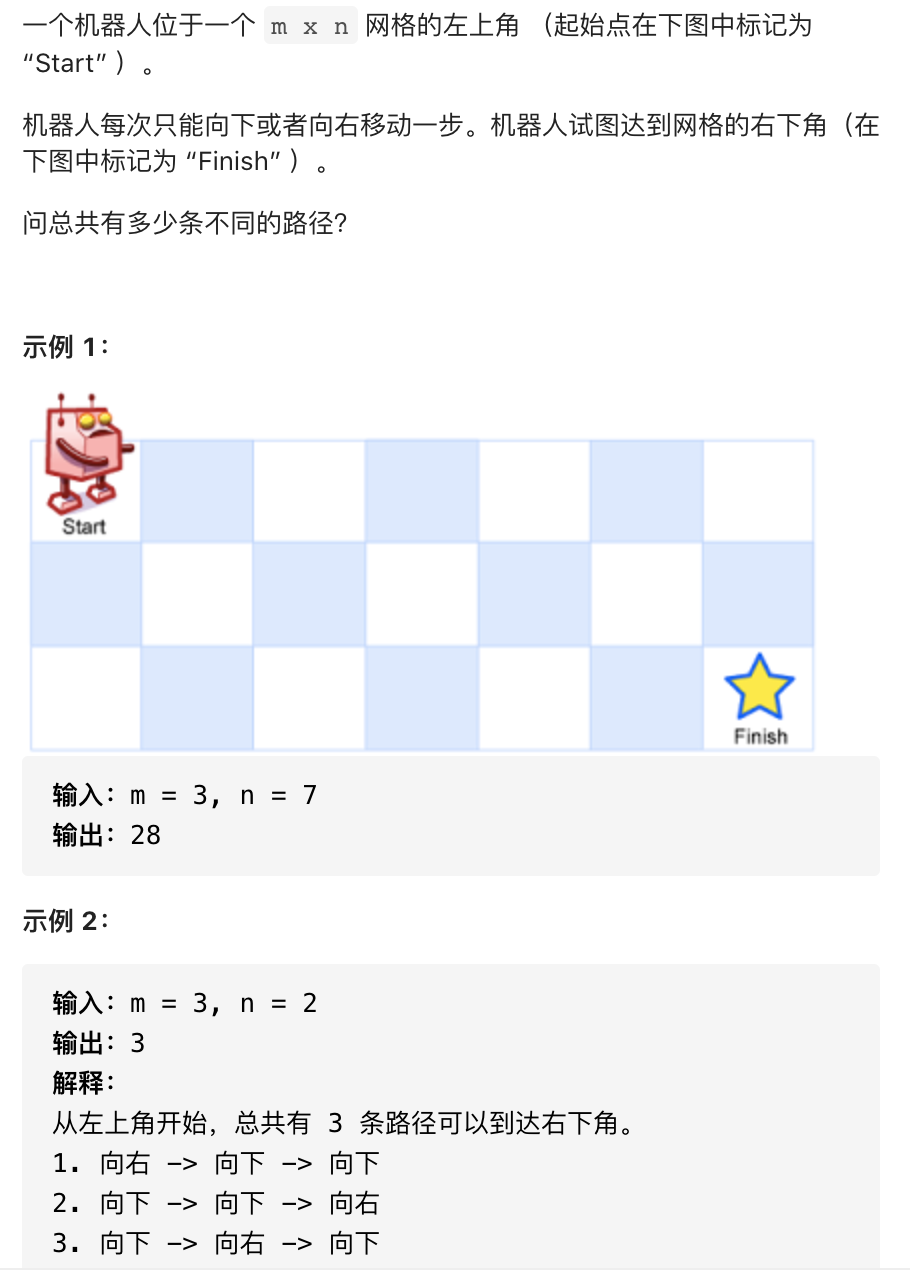 一个机器人位于一个 m x n 网格的左上角 （起始点在下图中标记为
“Start” ）。
机器人每次只能向下或者向右移动一步。机器人试图达到网格的右下角（在
下图中标记为 “Finish” ）。
问总共有多少条不同的路径？
示例 1：
Start
Finish
输入：m = 3, n = 7
输出：28
示例 2：
输入：m = 3, n = 2
输出：3
解释：
从左上角开始，总共有 3 条路径可以到达右下角。
1. 向右 -> 向下 -> 向下
2. 向下 -> 向下 -> 向右
3. 向下 -> 向右 -> 向下